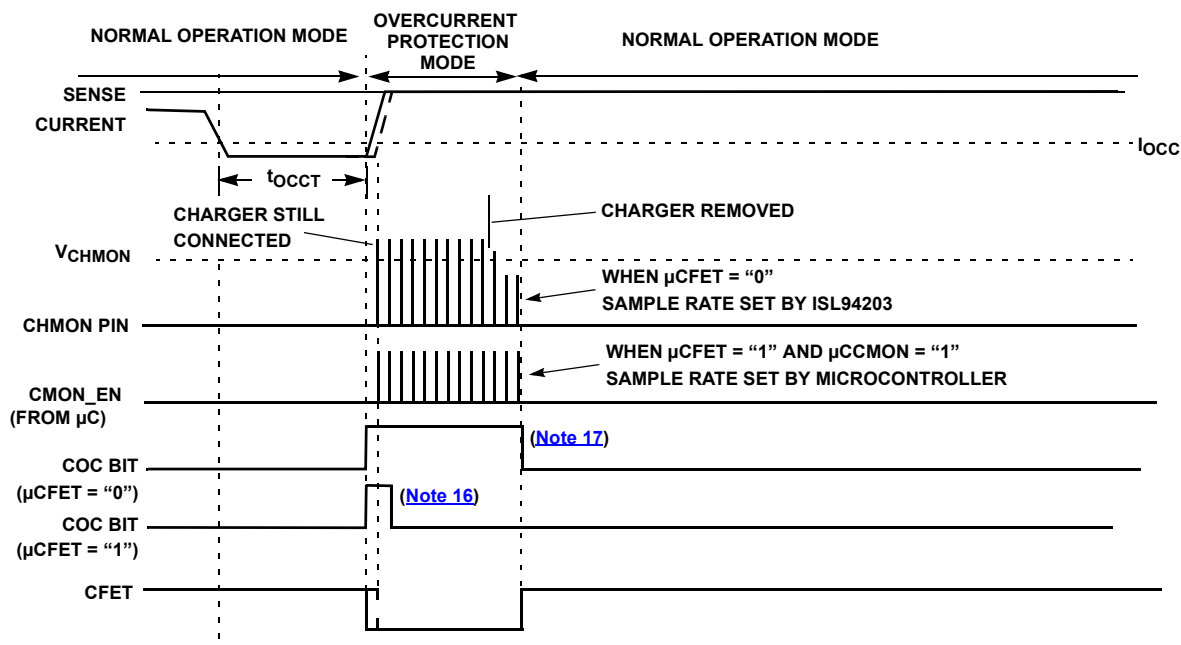 NORMAL OPERATION MODE
OVERCURRENT
PROTECTION
MODE
NORMAL OPERATION MODE
SENSE
CURRENT
IOCC
tOCCT
CHARGER STILL
CONNECTED
CHARGER REMOVED
VCHMON
WHEN µCFET = “0”
SAMPLE RATE SET BY ISL94203
CHMON PIN
WHEN µCFET = “1” AND µCCMON = “1”
SAMPLE RATE SET BY MICROCONTROLLER
CMON_EN
(FROM µC)
(Note 17)
COC BIT
(µCFET = “0”)
(Note 16)
COC BIT
(µCFET = “1”)
CFET